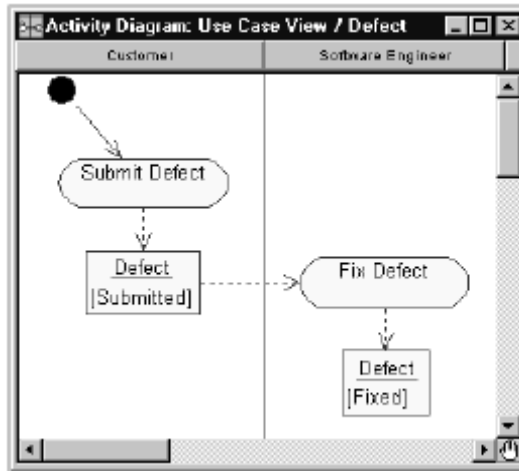 Activity Diagram: Use Case View / Defect
Customer
Software Engineer
Submit Defect
Defect
[Submitted]
Fix Defect
Defect
[Fixed]